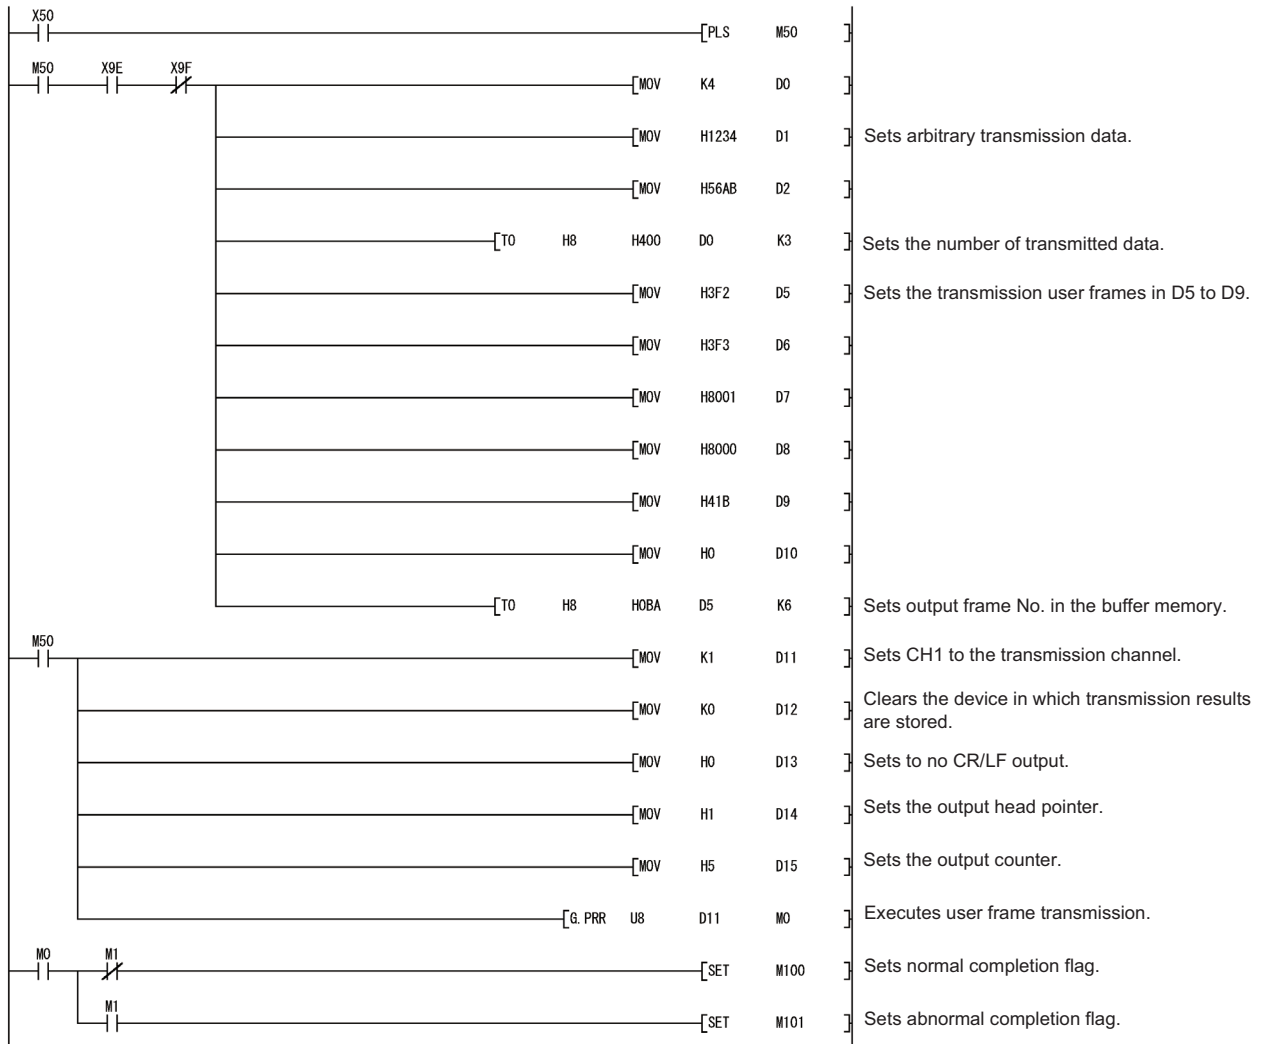 X50
[PLS M50 ]
M50 X9E X9F
[MOV K4 D0 ]
[MOV H1234 D1 ] Sets arbitrary transmission data.
[MOV H56AB D2 ]
[TO H8 H400 D0 K3 ] Sets the number of transmitted data.
[MOV H3F2 D5 ] Sets the transmission user frames in D5 to D9.
[MOV H3F3 D6 ]
[MOV H8001 D7 ]
[MOV H8000 D8 ]
[MOV H41B D9 ]
[MOV H0 D10 ]
[TO H8 H0BA D5 K6 ] Sets output frame No. in the buffer memory.
M50
[MOV K1 D11 ] Sets CH1 to the transmission channel.
[MOV K0 D12 ] Clears the device in which transmission results
are stored.
[MOV H0 D13 ] Sets to no CR/LF output.
[MOV H1 D14 ] Sets the output head pointer.
[MOV H5 D15 ] Sets the output counter.
[G.PRR U8 D11 M0 ] Executes user frame transmission.
M0 M1
[SET M100 ] Sets normal completion flag.
M1
[SET M101 ] Sets abnormal completion flag.